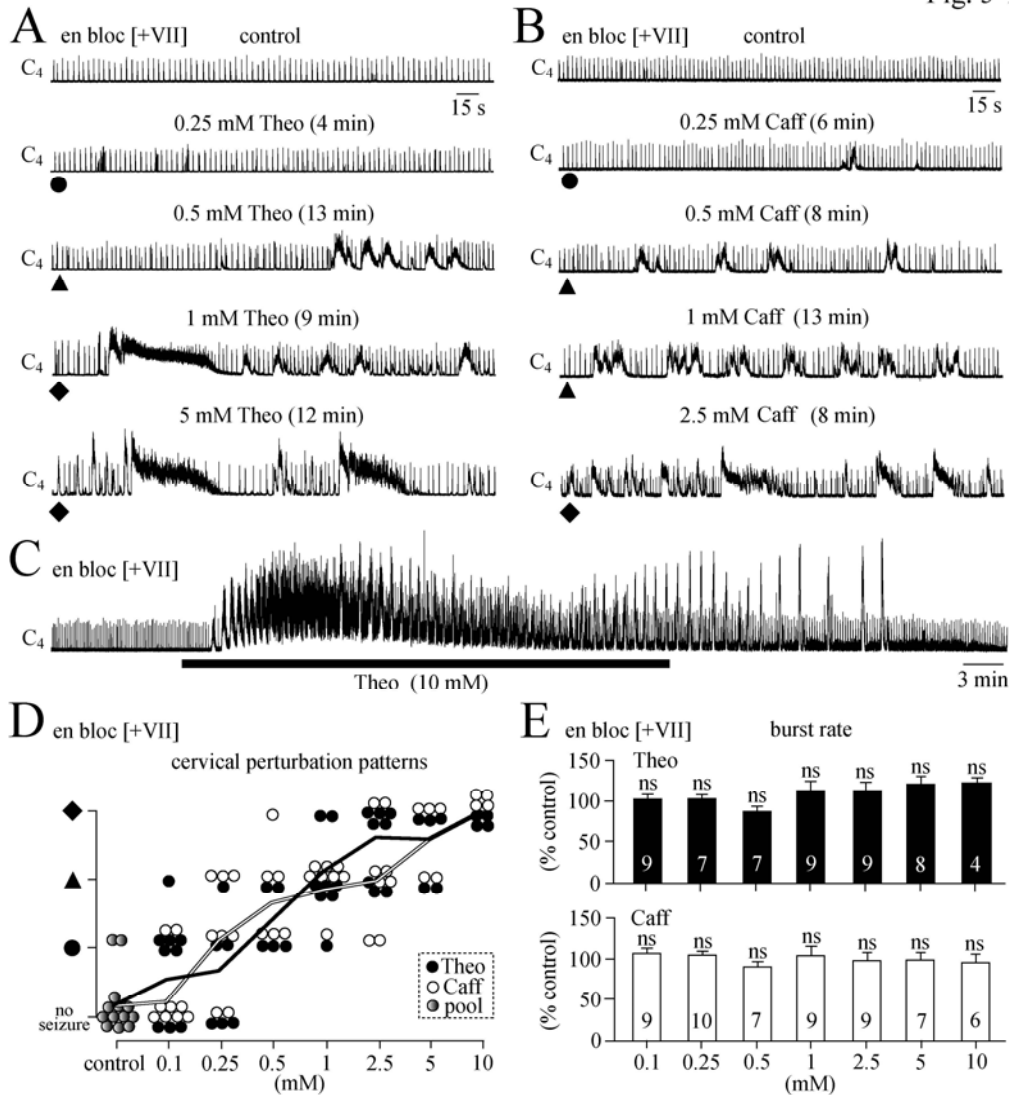 Fig. 3
A en bloc [+VII] control
C4
15 s
0.25 mM Theo (4 min)
C4
0.5 mM Theo (13 min)
C4
1 mM Theo (9 min)
C4
5 mM Theo (12 min)
C4
B en bloc [+VII] control
C4
15 s
0.25 mM Caff (6 min)
C4
0.5 mM Caff (8 min)
C4
1 mM Caff (13 min)
C4
2.5 mM Caff (8 min)
C4
C en bloc [+VII]
C4
Theo (10 mM)
3 min
D en bloc [+VII]
cervical perturbation patterns
no
seizure
Theo
Caff
pool
control 0.1 0.25 0.5 1 2.5 5 10
(mM)
E en bloc [+VII] burst rate
Theo
150
100
50
0
(% control)
ns ns ns ns ns ns ns
9 7 7 9 9 8 4
Caff
150
100
50
0
(% control)
ns ns ns ns ns ns ns
9 10 7 9 9 7 6
0.1 0.25 0.5 1 2.5 5 10
(mM)